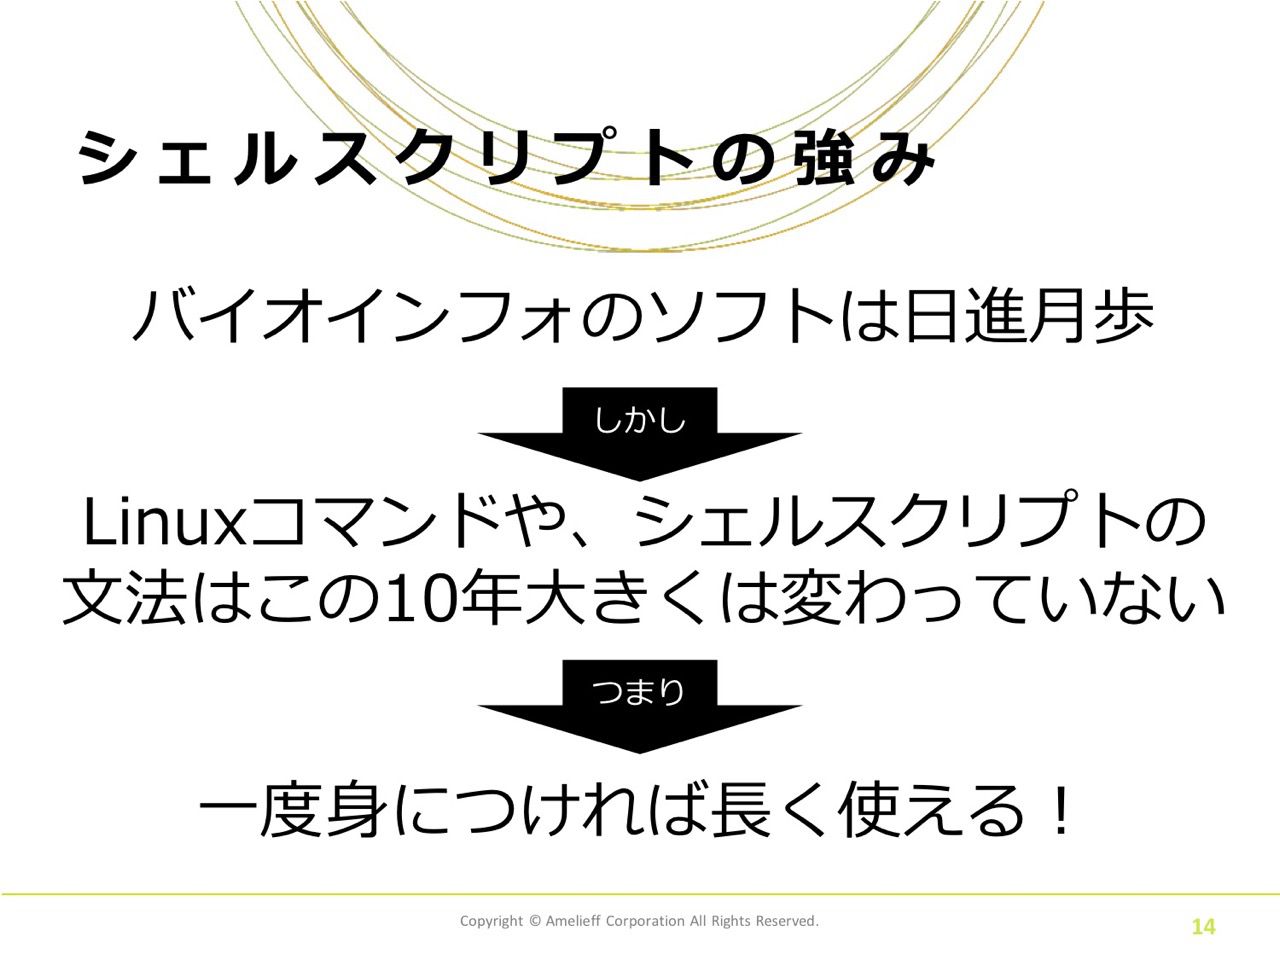 シェルスクリプトの強み
バイオインフォのソフトは日進月歩
しかし
Linuxコマンドや、シェルスクリプトの
文法はこの10年大きくは変わっていない
つまり
一度身につければ長く使える！
Copyright © Amelieff Corporation All Rights Reserved.
14